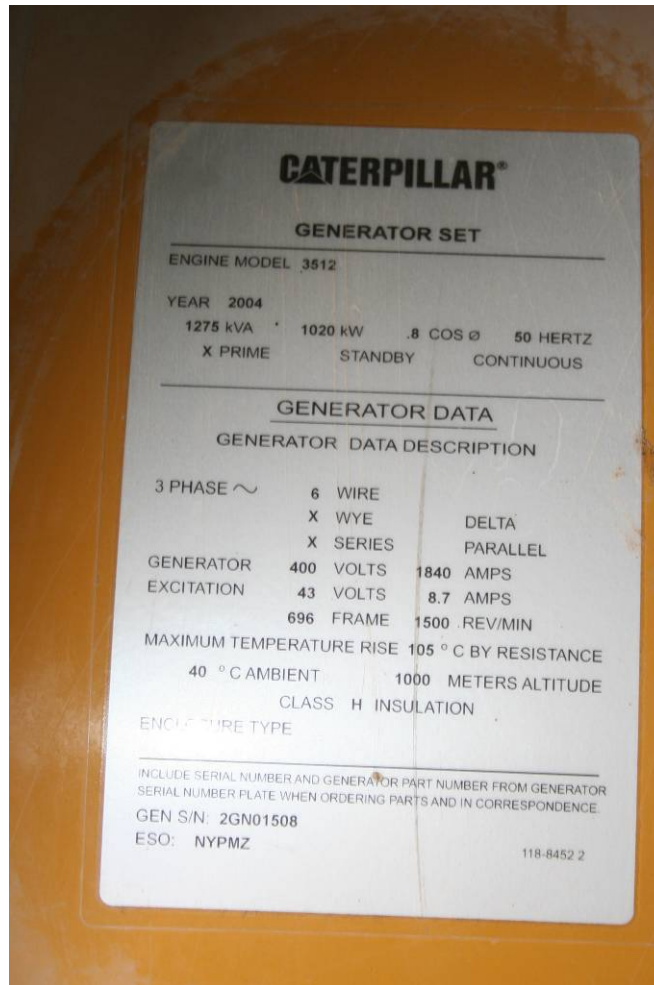 CATERPILLAR®
GENERATOR SET
ENGINE MODEL 3512
YEAR 2004
1275 kVA 1020 kW .8 COS Ø 50 HERTZ
X PRIME STANDBY CONTINUOUS
GENERATOR DATA
GENERATOR DATA DESCRIPTION
3 PHASE ~ 6 WIRE
X WYE DELTA
X SERIES PARALLEL
GENERATOR 400 VOLTS 1840 AMPS
EXCITATION 43 VOLTS 8.7 AMPS
696 FRAME 1500 REV/MIN
MAXIMUM TEMPERATURE RISE 105 °C BY RESISTANCE
40 °C AMBIENT 1000 METERS ALTITUDE
CLASS H INSULATION
ENCLOSURE TYPE
INCLUDE SERIAL NUMBER AND GENERATOR PART NUMBER FROM GENERATOR
SERIAL NUMBER PLATE WHEN ORDERING PARTS AND IN CORRESPONDENCE.
GEN S/N: 2GN01508
ESO: NYPMZ
118-8452 2